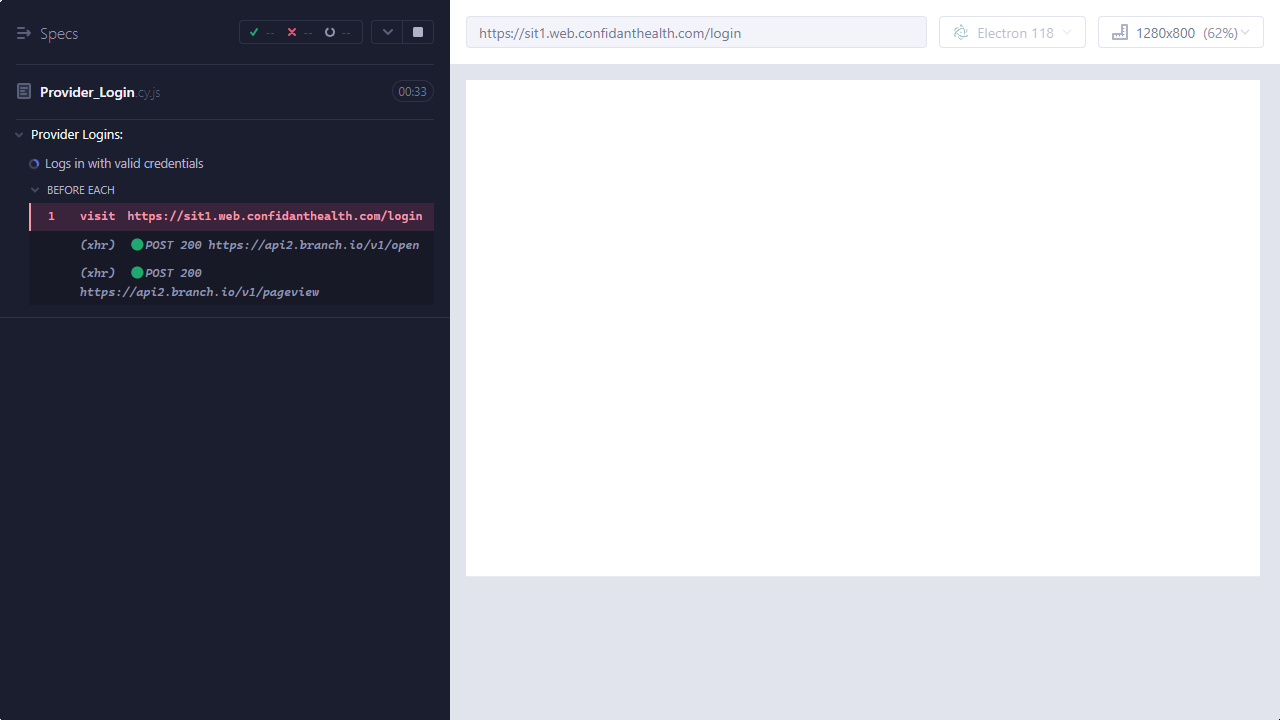 Specs
--
--
--
https://sit1.web.confidanthealth.com/login
Electron 118
1280x800 (62%)
Provider_Login.cy.js
00:33
Provider Logins:
Logs in with valid credentials
BEFORE EACH
1 visit https://sit1.web.confidanthealth.com/login
(xhr) POST 200 https://api2.branch.io/v1/open
(xhr) POST 200
https://api2.branch.io/v1/pageview